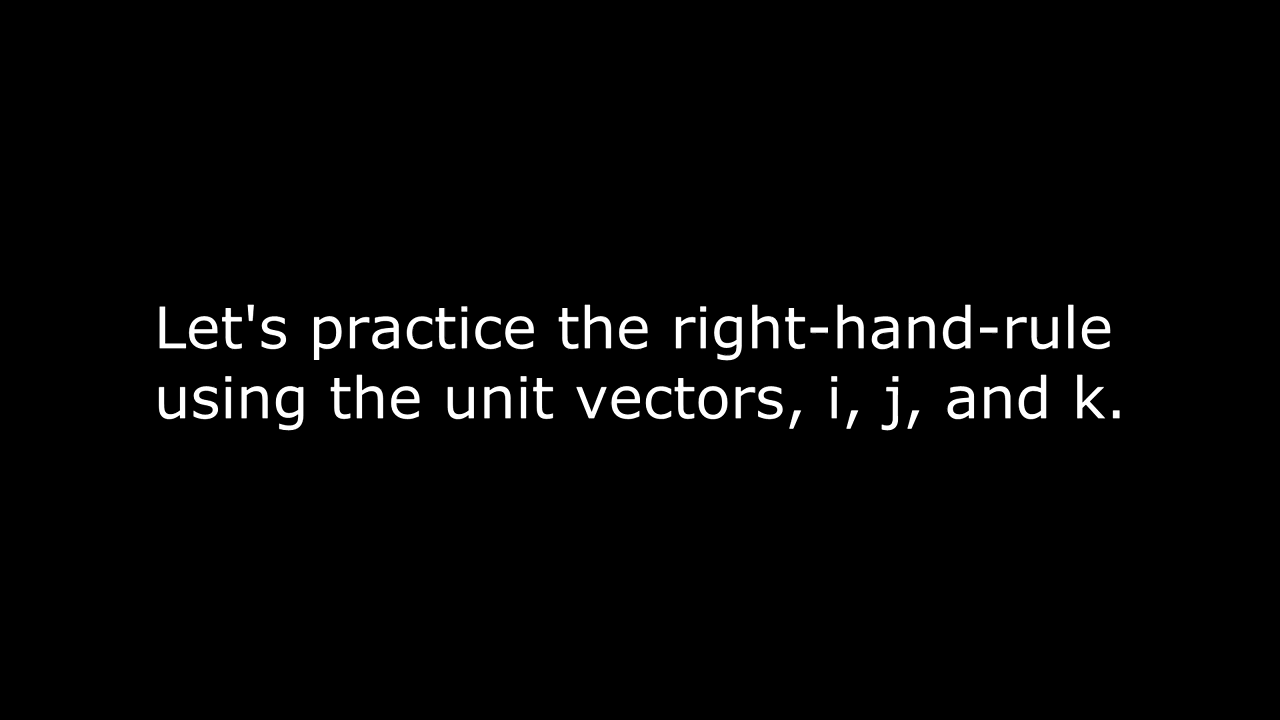 Let's practice the right-hand-rule
using the unit vectors, i, j, and k.